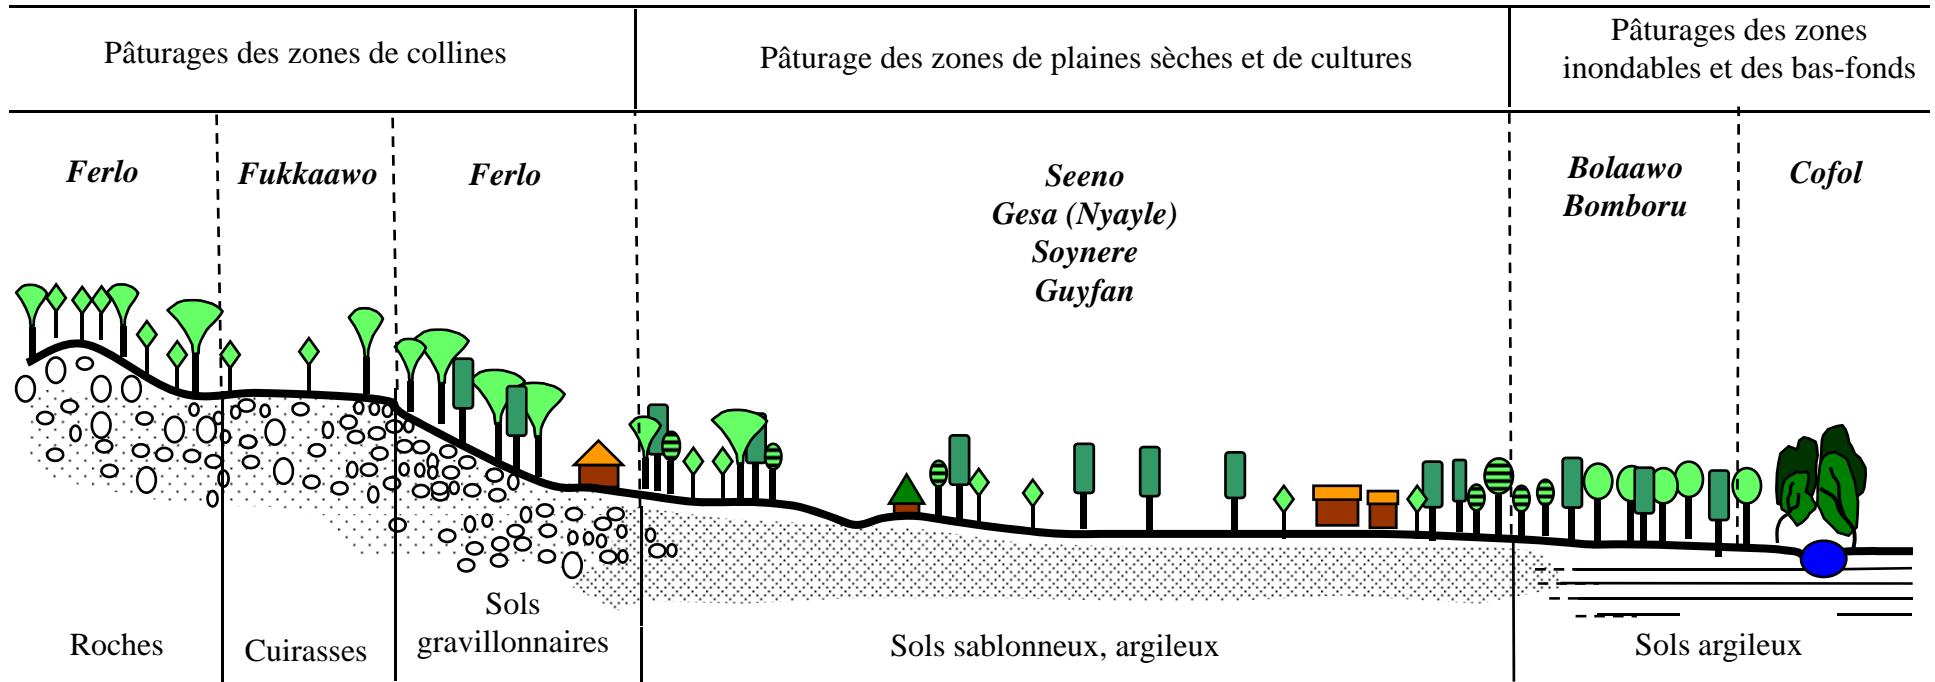 Pâturages des zones de collines
Pâturage des zones de plaines sèches et de cultures
Pâturages des zones
inondables et des bas-fonds
Ferlo
Fukkaawo
Ferlo
Seeno
Gesa (Nyayle)
Soynere
Guyfan
Bolaawo
Bomboru
Cofol
Roches
Cuirasses
Sols
gravillonnaires
Sols sablonneux, argileux
Sols argileux